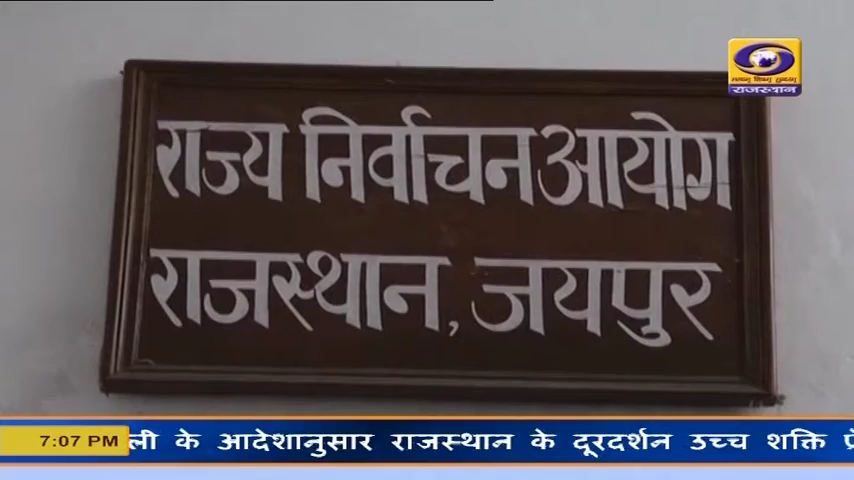 राजस्थान
राज्य निर्वाचन आयोग
राजस्थान, जयपुर
7:07 PM
ली के आदेशानुसार राजस्थान के दूरदर्शन उच्च शक्ति